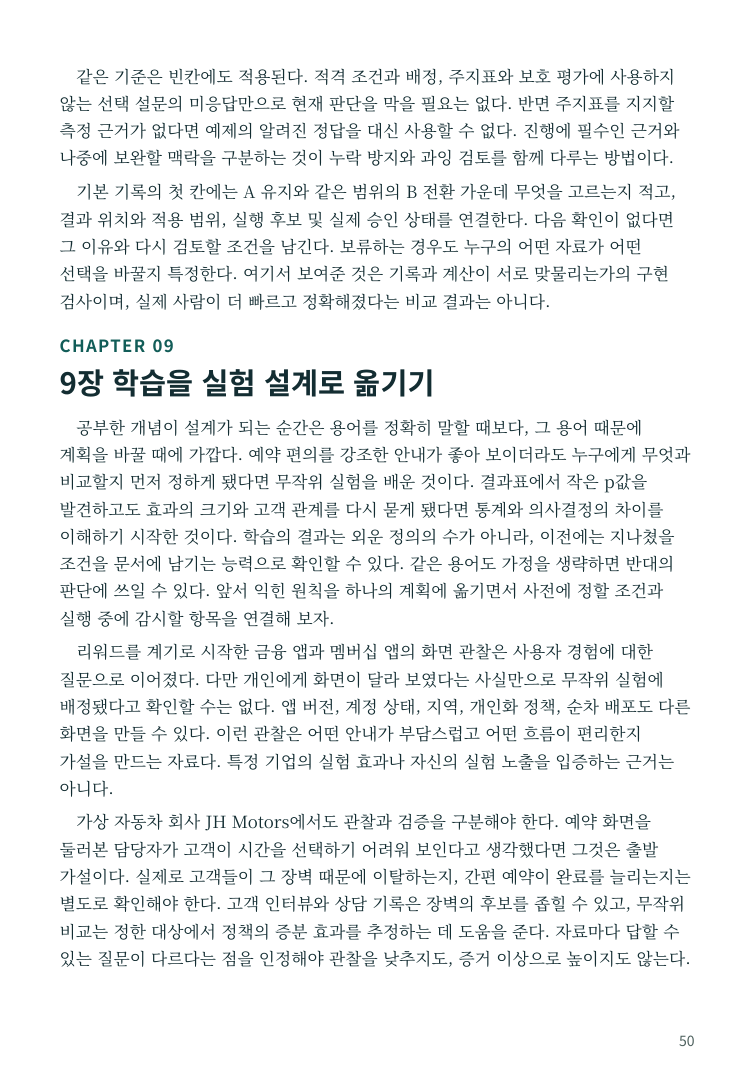 같은 기준은 빈칸에도 적용된다. 적격 조건과 배정, 주지표와 보호 평가에 사용하지
않는 선택 설문의 미응답만으로 현재 판단을 막을 필요는 없다. 반면 주지표를 지지할
측정 근거가 없다면 예제의 알려진 정답을 대신 사용할 수 없다. 진행에 필수인 근거와
나중에 보완할 맥락을 구분하는 것이 누락 방지와 과잉 검토를 함께 다루는 방법이다.
기본 기록의 첫 칸에는 A 유지와 같은 범위의 B 전환 가운데 무엇을 고르는지 적고,
결과 위치와 적용 범위, 실행 후보 및 실제 승인 상태를 연결한다. 다음 확인이 없다면
그 이유와 다시 검토할 조건을 남긴다. 보류하는 경우도 누구의 어떤 자료가 어떤
선택을 바꿀지 특정한다. 여기서 보여준 것은 기록과 계산이 서로 맞물리는가의 구현
검사이며, 실제 사람이 더 빠르고 정확해졌다는 비교 결과는 아니다.
CHAPTER 09
9장 학습을 실험 설계로 옮기기
공부한 개념이 설계가 되는 순간은 용어를 정확히 말할 때보다, 그 용어 때문에
계획을 바꿀 때에 가깝다. 예약 편의를 강조한 안내가 좋아 보이더라도 누구에게 무엇과
비교할지 먼저 정하게 됐다면 무작위 실험을 배운 것이다. 결과표에서 작은 p값을
발견하고도 효과의 크기와 고객 관계를 다시 묻게 됐다면 통계와 의사결정의 차이를
이해하기 시작한 것이다. 학습의 결과는 외운 정의의 수가 아니라, 이전에는 지나쳤을
조건을 문서에 남기는 능력으로 확인할 수 있다. 같은 용어도 가정을 생략하면 반대의
판단에 쓰일 수 있다. 앞서 익힌 원칙을 하나의 계획에 옮기면서 사전에 정할 조건과
실행 중에 감시할 항목을 연결해 보자.
리워드를 계기로 시작한 금융 앱과 멤버십 앱의 화면 관찰은 사용자 경험에 대한
질문으로 이어졌다. 다만 개인에게 화면이 달라 보였다는 사실만으로 무작위 실험에
배정됐다고 확인할 수는 없다. 앱 버전, 계정 상태, 지역, 개인화 정책, 순차 배포도 다른
화면을 만들 수 있다. 이런 관찰은 어떤 안내가 부담스럽고 어떤 흐름이 편리한지
가설을 만드는 자료다. 특정 기업의 실험 효과나 자신의 실험 노출을 입증하는 근거는
아니다.
가상 자동차 회사 JH Motors에서도 관찰과 검증을 구분해야 한다. 예약 화면을
둘러본 담당자가 고객이 시간을 선택하기 어려워 보인다고 생각했다면 그것은 출발
가설이다. 실제로 고객들이 그 장벽 때문에 이탈하는지, 간편 예약이 완료를 늘리는지는
별도로 확인해야 한다. 고객 인터뷰와 상담 기록은 장벽의 후보를 좁힐 수 있고, 무작위
비교는 정한 대상에서 정책의 증분 효과를 추정하는 데 도움을 준다. 자료마다 답할 수
있는 질문이 다르다는 점을 인정해야 관찰을 낮추지도, 증거 이상으로 높이지도 않는다.
50